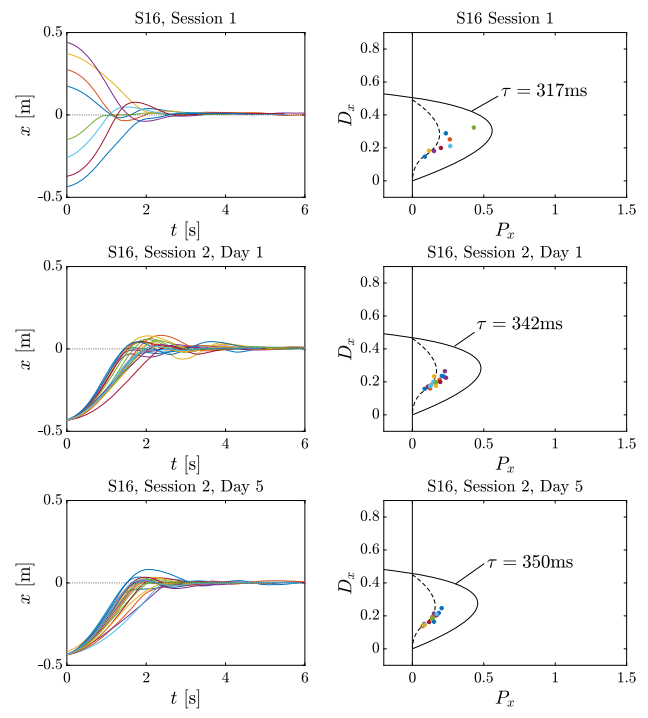 S16, Session 1
0.5
0
-0.5
x [m]
0 2 4 6
t [s]
S16 Session 1
τ = 317ms
0.8
0.6
0.4
0.2
0
D_x
0 0.5 1 1.5
P_x
S16, Session 2, Day 1
0.5
0
-0.5
x [m]
0 2 4 6
t [s]
S16, Session 2, Day 1
τ = 342ms
0.8
0.6
0.4
0.2
0
D_x
0 0.5 1 1.5
P_x
S16, Session 2, Day 5
0.5
0
-0.5
x [m]
0 2 4 6
t [s]
S16, Session 2, Day 5
τ = 350ms
0.8
0.6
0.4
0.2
0
D_x
0 0.5 1 1.5
P_x